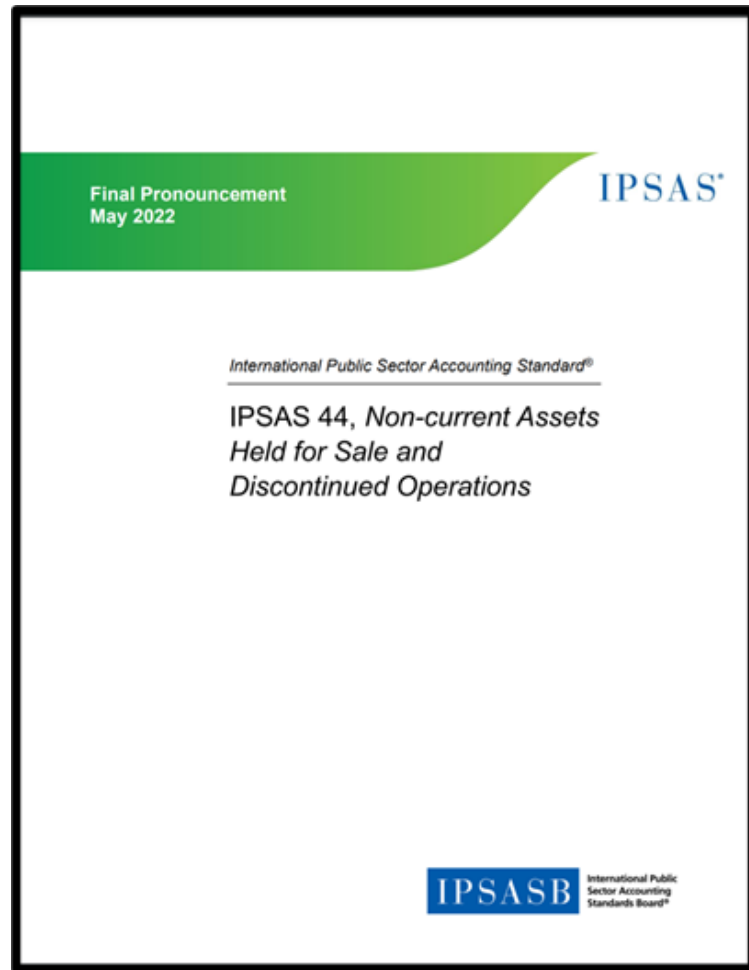 Final Pronouncement
May 2022
IPSAS®
International Public Sector Accounting Standard®
IPSAS 44, Non-current Assets
Held for Sale and
Discontinued Operations
IPSASB
International Public
Sector Accounting
Standards Board®